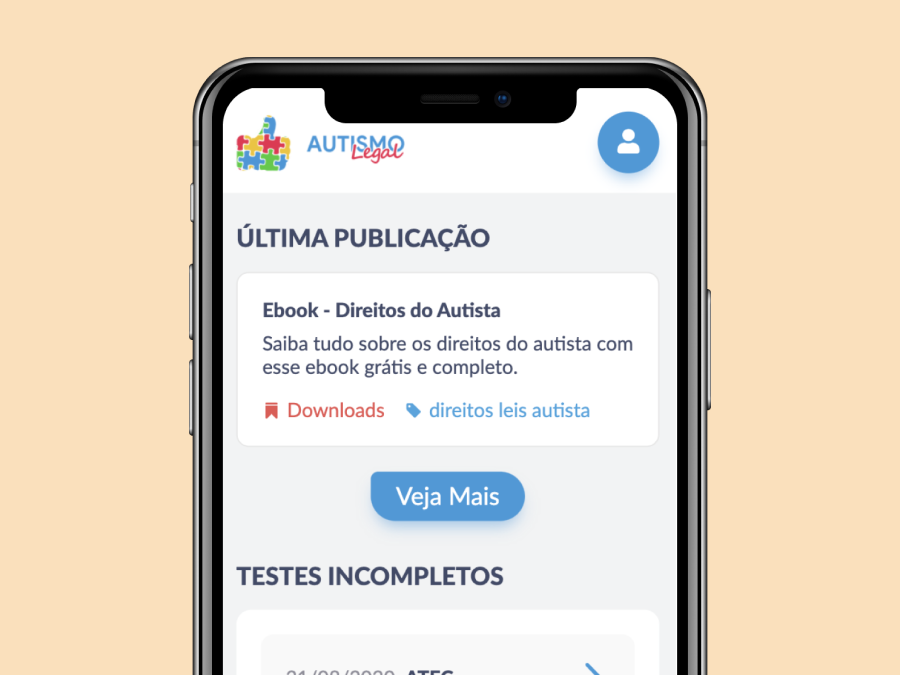 AUTISMO
Legal
ÚLTIMA PUBLICAÇÃO
Ebook - Direitos do Autista
Saiba tudo sobre os direitos do autista com
esse ebook grátis e completo.
Downloads direitos leis autista
Veja Mais
TESTES INCOMPLETOS
ATEC